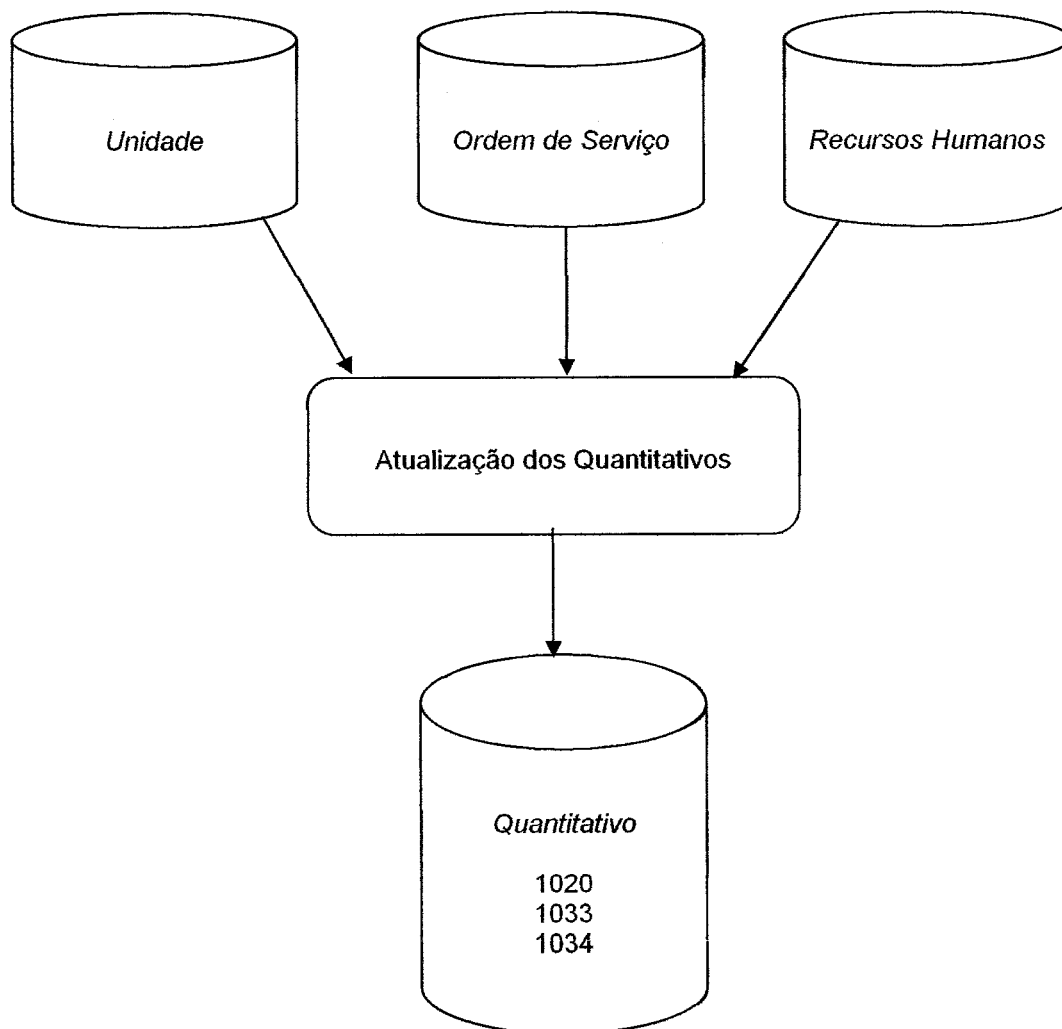 Unidade
Ordem de Serviço
Recursos Humanos
Atualização dos Quantitativos
Quantitativo
1020
1033
1034